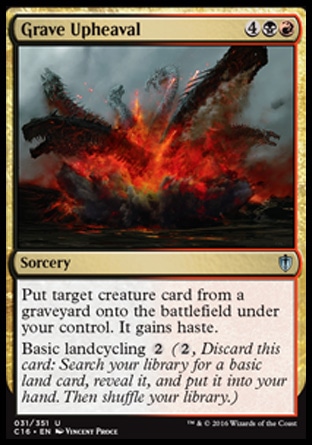 Grave Upheaval 4
Sorcery
Put target creature card from a
graveyard onto the battlefield under
your control. It gains haste.
Basic landcycling 2 (2, Discard this
card: Search your library for a basic
land card, reveal it, and put it into your
hand. Then shuffle your library.)
031/351 U
C16 • EN VINCENT PROCE
™ & © 2016 Wizards of the Coast